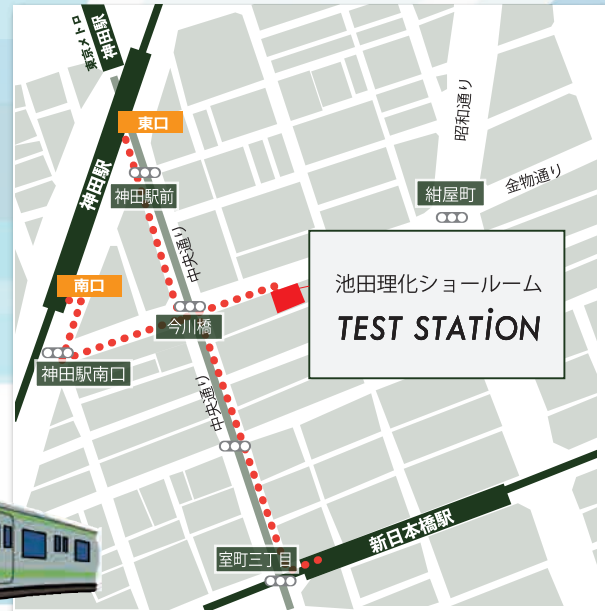 東京メトロ
神田駅
東口
神田駅
神田駅前
昭和通り
金物通り
紺屋町
中央通り
南口
池田理化ショールーム
TEST STATiON
今川橋
神田駅南口
中央通り
新日本橋駅
室町三丁目